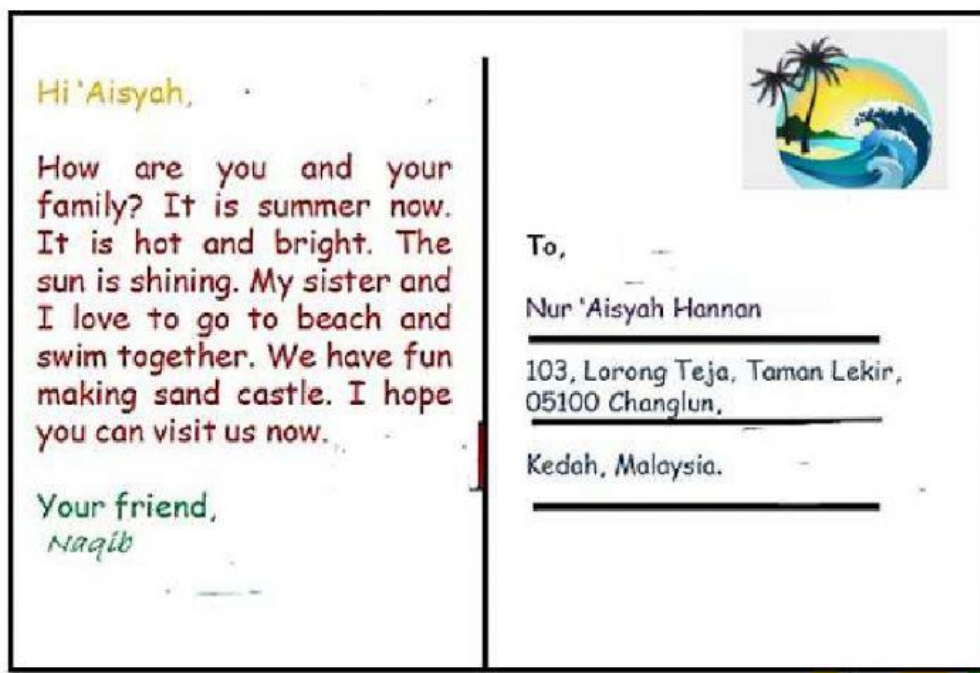 Hi 'Aisyah,
How are you and your
family? It is summer now.
It is hot and bright. The
sun is shining. My sister and
I love to go to beach and
swim together. We have fun
making sand castle. I hope
you can visit us now.
Your friend,
Naqib
To,
Nur 'Aisyah Hannan
103, Lorong Teja, Taman Lekir,
05100 Changlun,
Kedah, Malaysia.